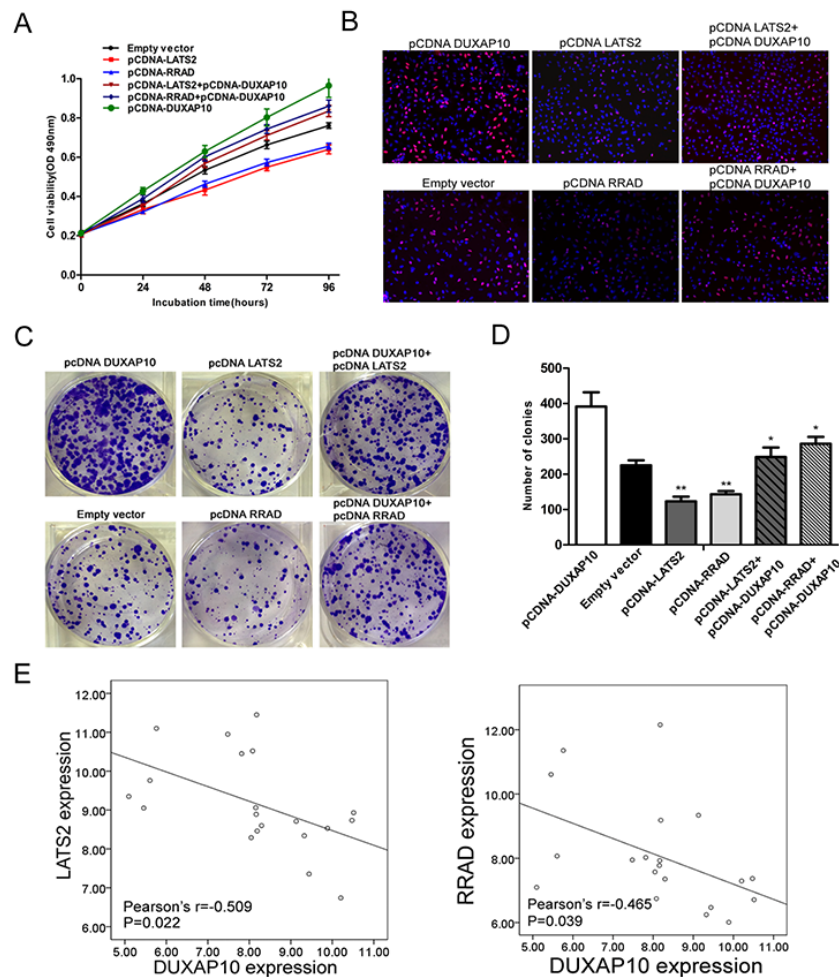 A
Empty vector
pCDNA-LATS2
pCDNA-RRAD
pCDNA-LATS2+pCDNA-DUXAP10
pCDNA-RRAD+pCDNA-DUXAP10
pCDNA-DUXAP10
Cell viability(OD 490nm)
1.0
0.8
0.6
0.4
0.2
0.0
0
24
48
72
96
Incubation time(hours)
B
pCDNA DUXAP10
pCDNA LATS2
pCDNA LATS2+
pCDNA DUXAP10
Empty vector
pCDNA RRAD
pCDNA RRAD+
pCDNA DUXAP10
C
pcDNA DUXAP10
pcDNA LATS2
pcDNA DUXAP10+
pcDNA LATS2
Empty vector
pcDNA RRAD
pcDNA DUXAP10+
pcDNA RRAD
D
Number of clonies
500
400
300
200
100
0
**
**
*
*
pCDNA-DUXAP10
Empty vector
pCDNA-LATS2
pCDNA-RRAD
pCDNA-LATS2+
pCDNA-DUXAP10
pCDNA-RRAD+
pCDNA-DUXAP10
E
LATS2 expression
12.00
11.00
10.00
9.00
8.00
7.00
6.00
Pearson's r=-0.509
P=0.022
5.00 6.00 7.00 8.00 9.00 10.00 11.00
DUXAP10 expression
RRAD expression
12.00
10.00
8.00
6.00
Pearson's r=-0.465
P=0.039
5.00 6.00 7.00 8.00 9.00 10.00 11.00
DUXAP10 expression